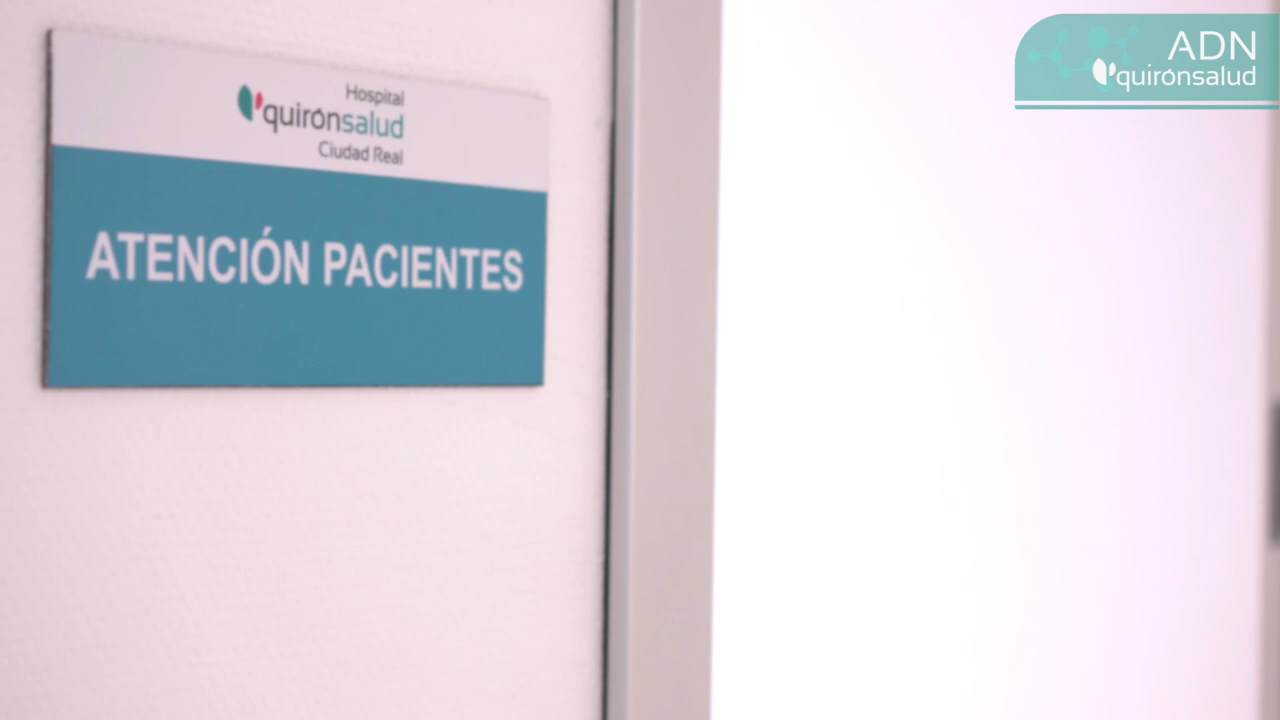 Hospital
quirónsalud
Ciudad Real
ATENCIÓN PACIENTES
ADN
quirónsalud